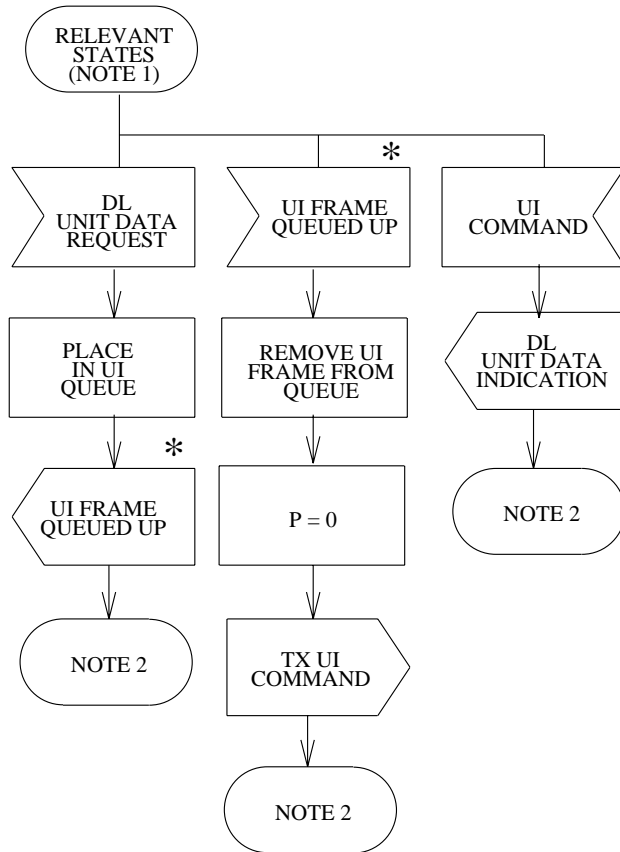 RELEVANT
STATES
(NOTE 1)
*
DL
UNIT DATA
REQUEST
UI FRAME
QUEUED UP
UI
COMMAND
PLACE
IN UI
QUEUE
REMOVE UI
FRAME FROM
QUEUE
DL
UNIT DATA
INDICATION
*
UI FRAME
QUEUED UP
P = 0
NOTE 2
NOTE 2
TX UI
COMMAND
NOTE 2